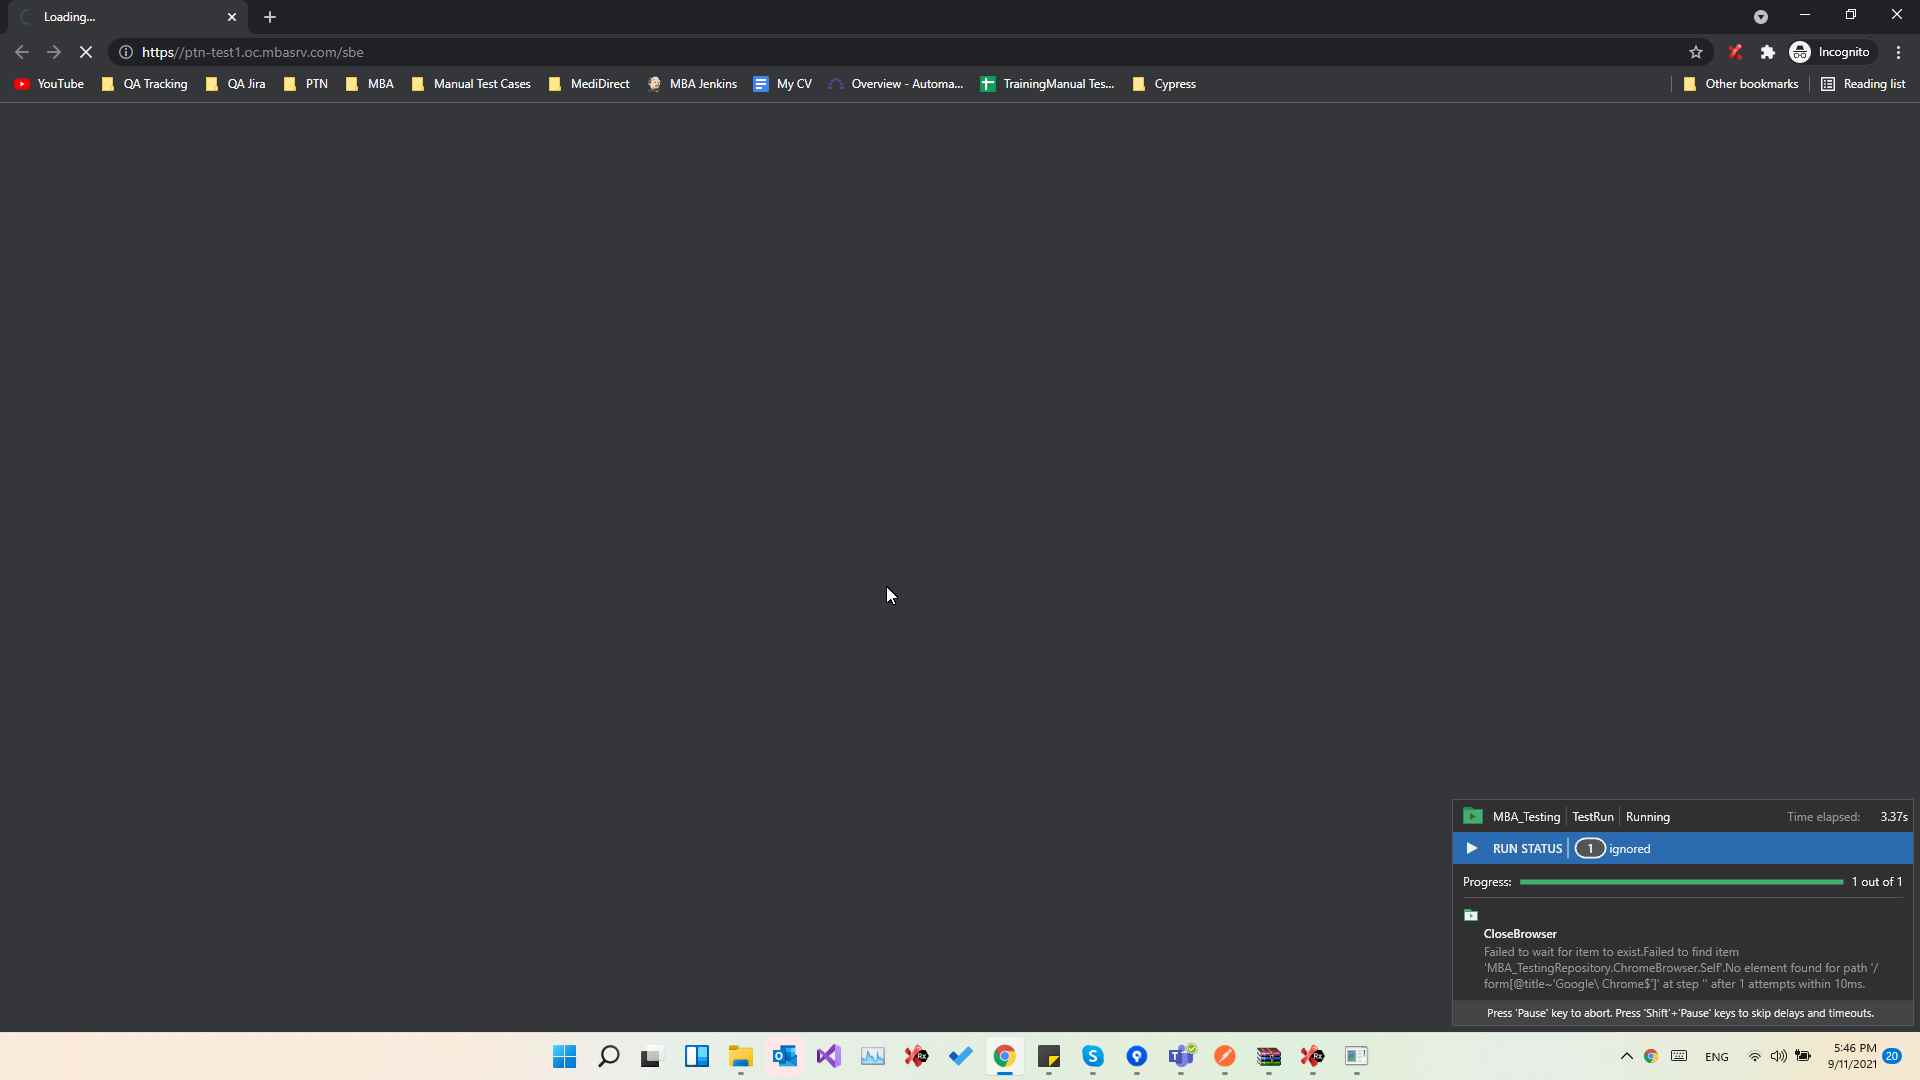 Loading...
https//ptn-test1.oc.mbasrv.com/sbe
Incognito
YouTube QA Tracking QA Jira PTN MBA Manual Test Cases MediDirect MBA Jenkins My CV Overview - Automa... TrainingManual Tes... Cypress Other bookmarks Reading list
MBA_Testing TestRun Running Time elapsed: 3.37s
RUN STATUS 1 ignored
Progress: 1 out of 1
CloseBrowser
Failed to wait for item to exist.Failed to find item
'MBA_TestingRepository.ChromeBrowser.Self'.No element found for path '/
form[@title~'Google\ Chrome$']' at step '' after 1 attempts within 10ms.
Press 'Pause' key to abort. Press 'Shift'+'Pause' keys to skip delays and timeouts.
ENG
5:46 PM
9/11/2021
20